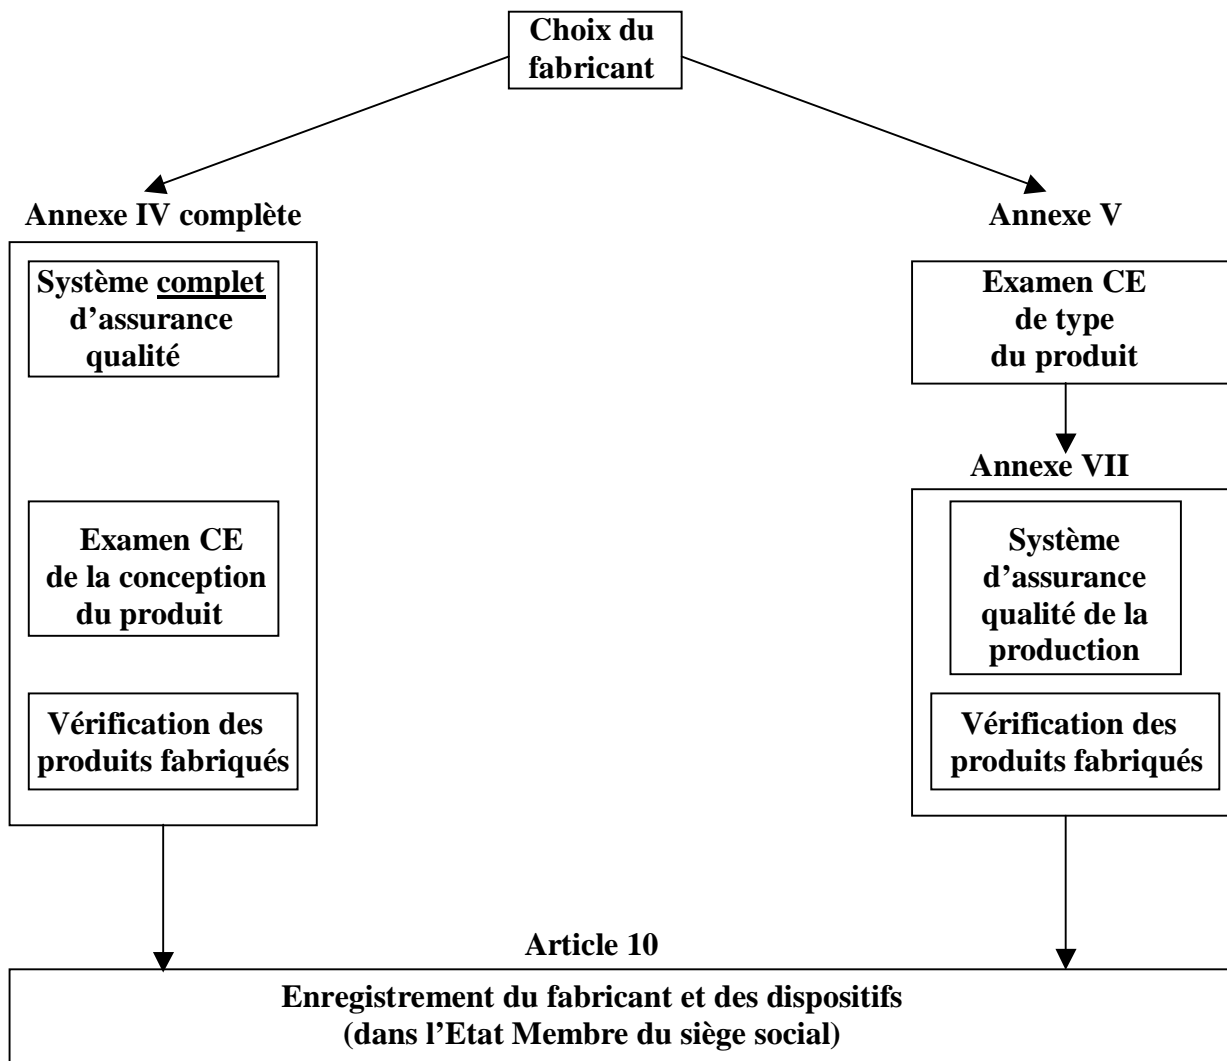 Choix du
fabricant
Annexe IV complète
Système complet
d’assurance
qualité
Examen CE
de la conception
du produit
Vérification des
produits fabriqués
Annexe V
Examen CE
de type
du produit
Annexe VII
Système
d’assurance
qualité de la
production
Vérification des
produits fabriqués
Article 10
Enregistrement du fabricant et des dispositifs
(dans l’Etat Membre du siège social)